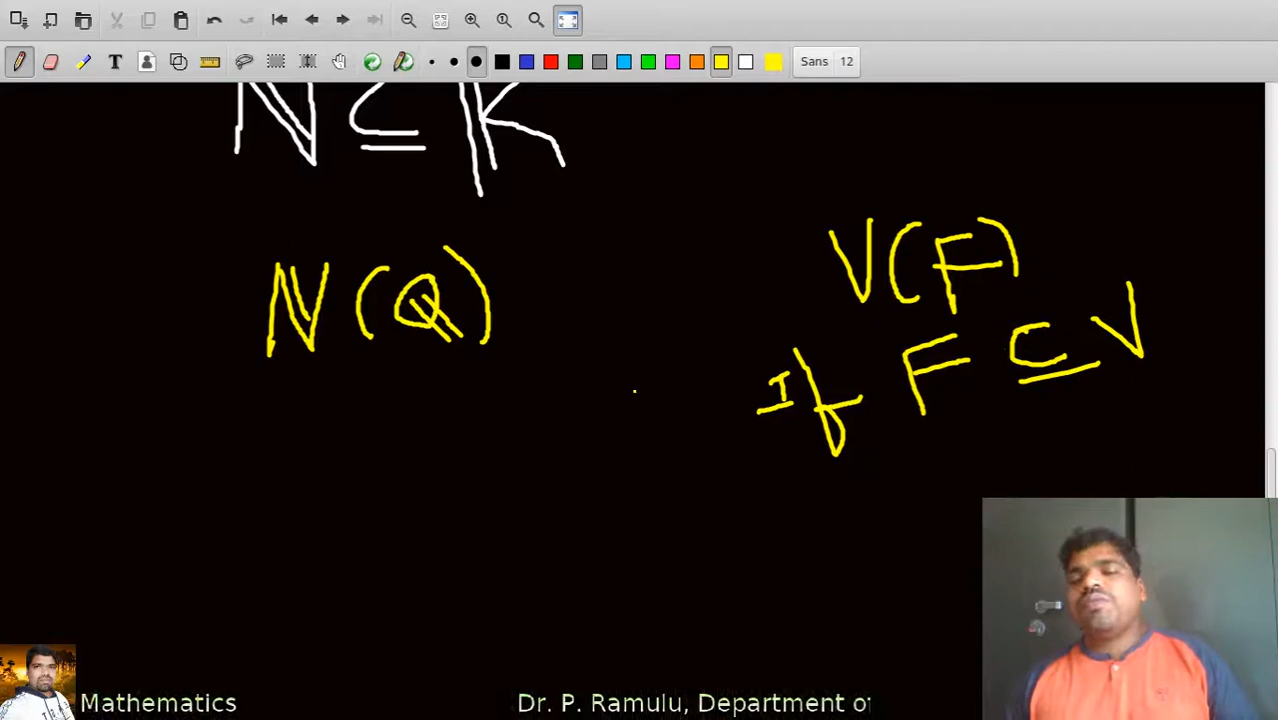 Sans 12
ℕ ⊆ K
ℕ(ℚ)
V(F)
If F ⊆ V
Mathematics
Dr. P. Ramulu, Department of